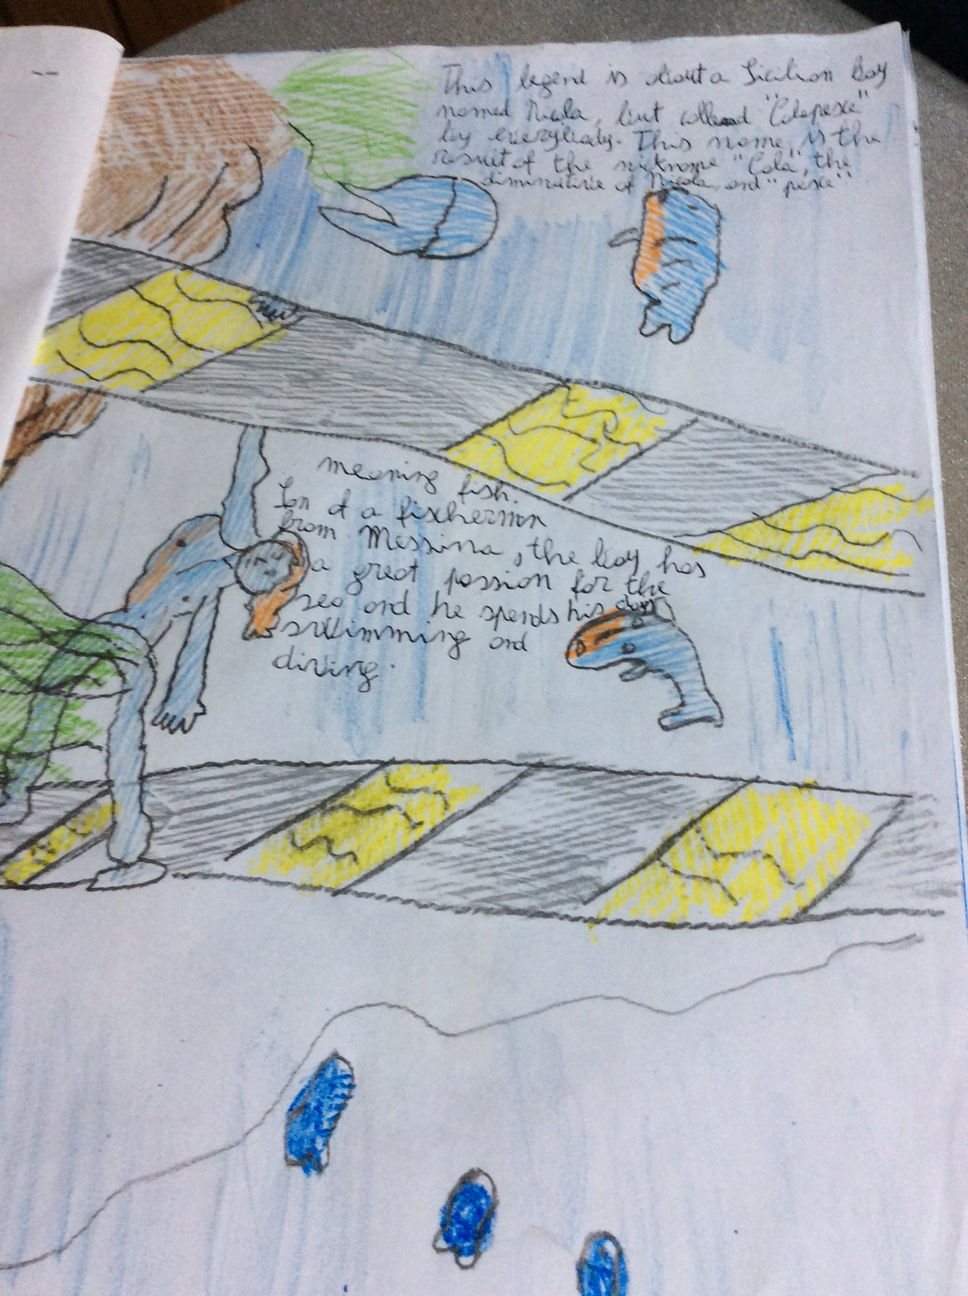 This legend is about a Sicilian Boy
named Nicola, but called "Colapesce"
by everybody. This name, is the
result of the nickname "Cola", the
diminutive of Nicola and "pesce"
meaning fish.
Son of a fischerman
from Messina, the boy has
a great passion for the
sea and he spends his days
swimming and
diving.